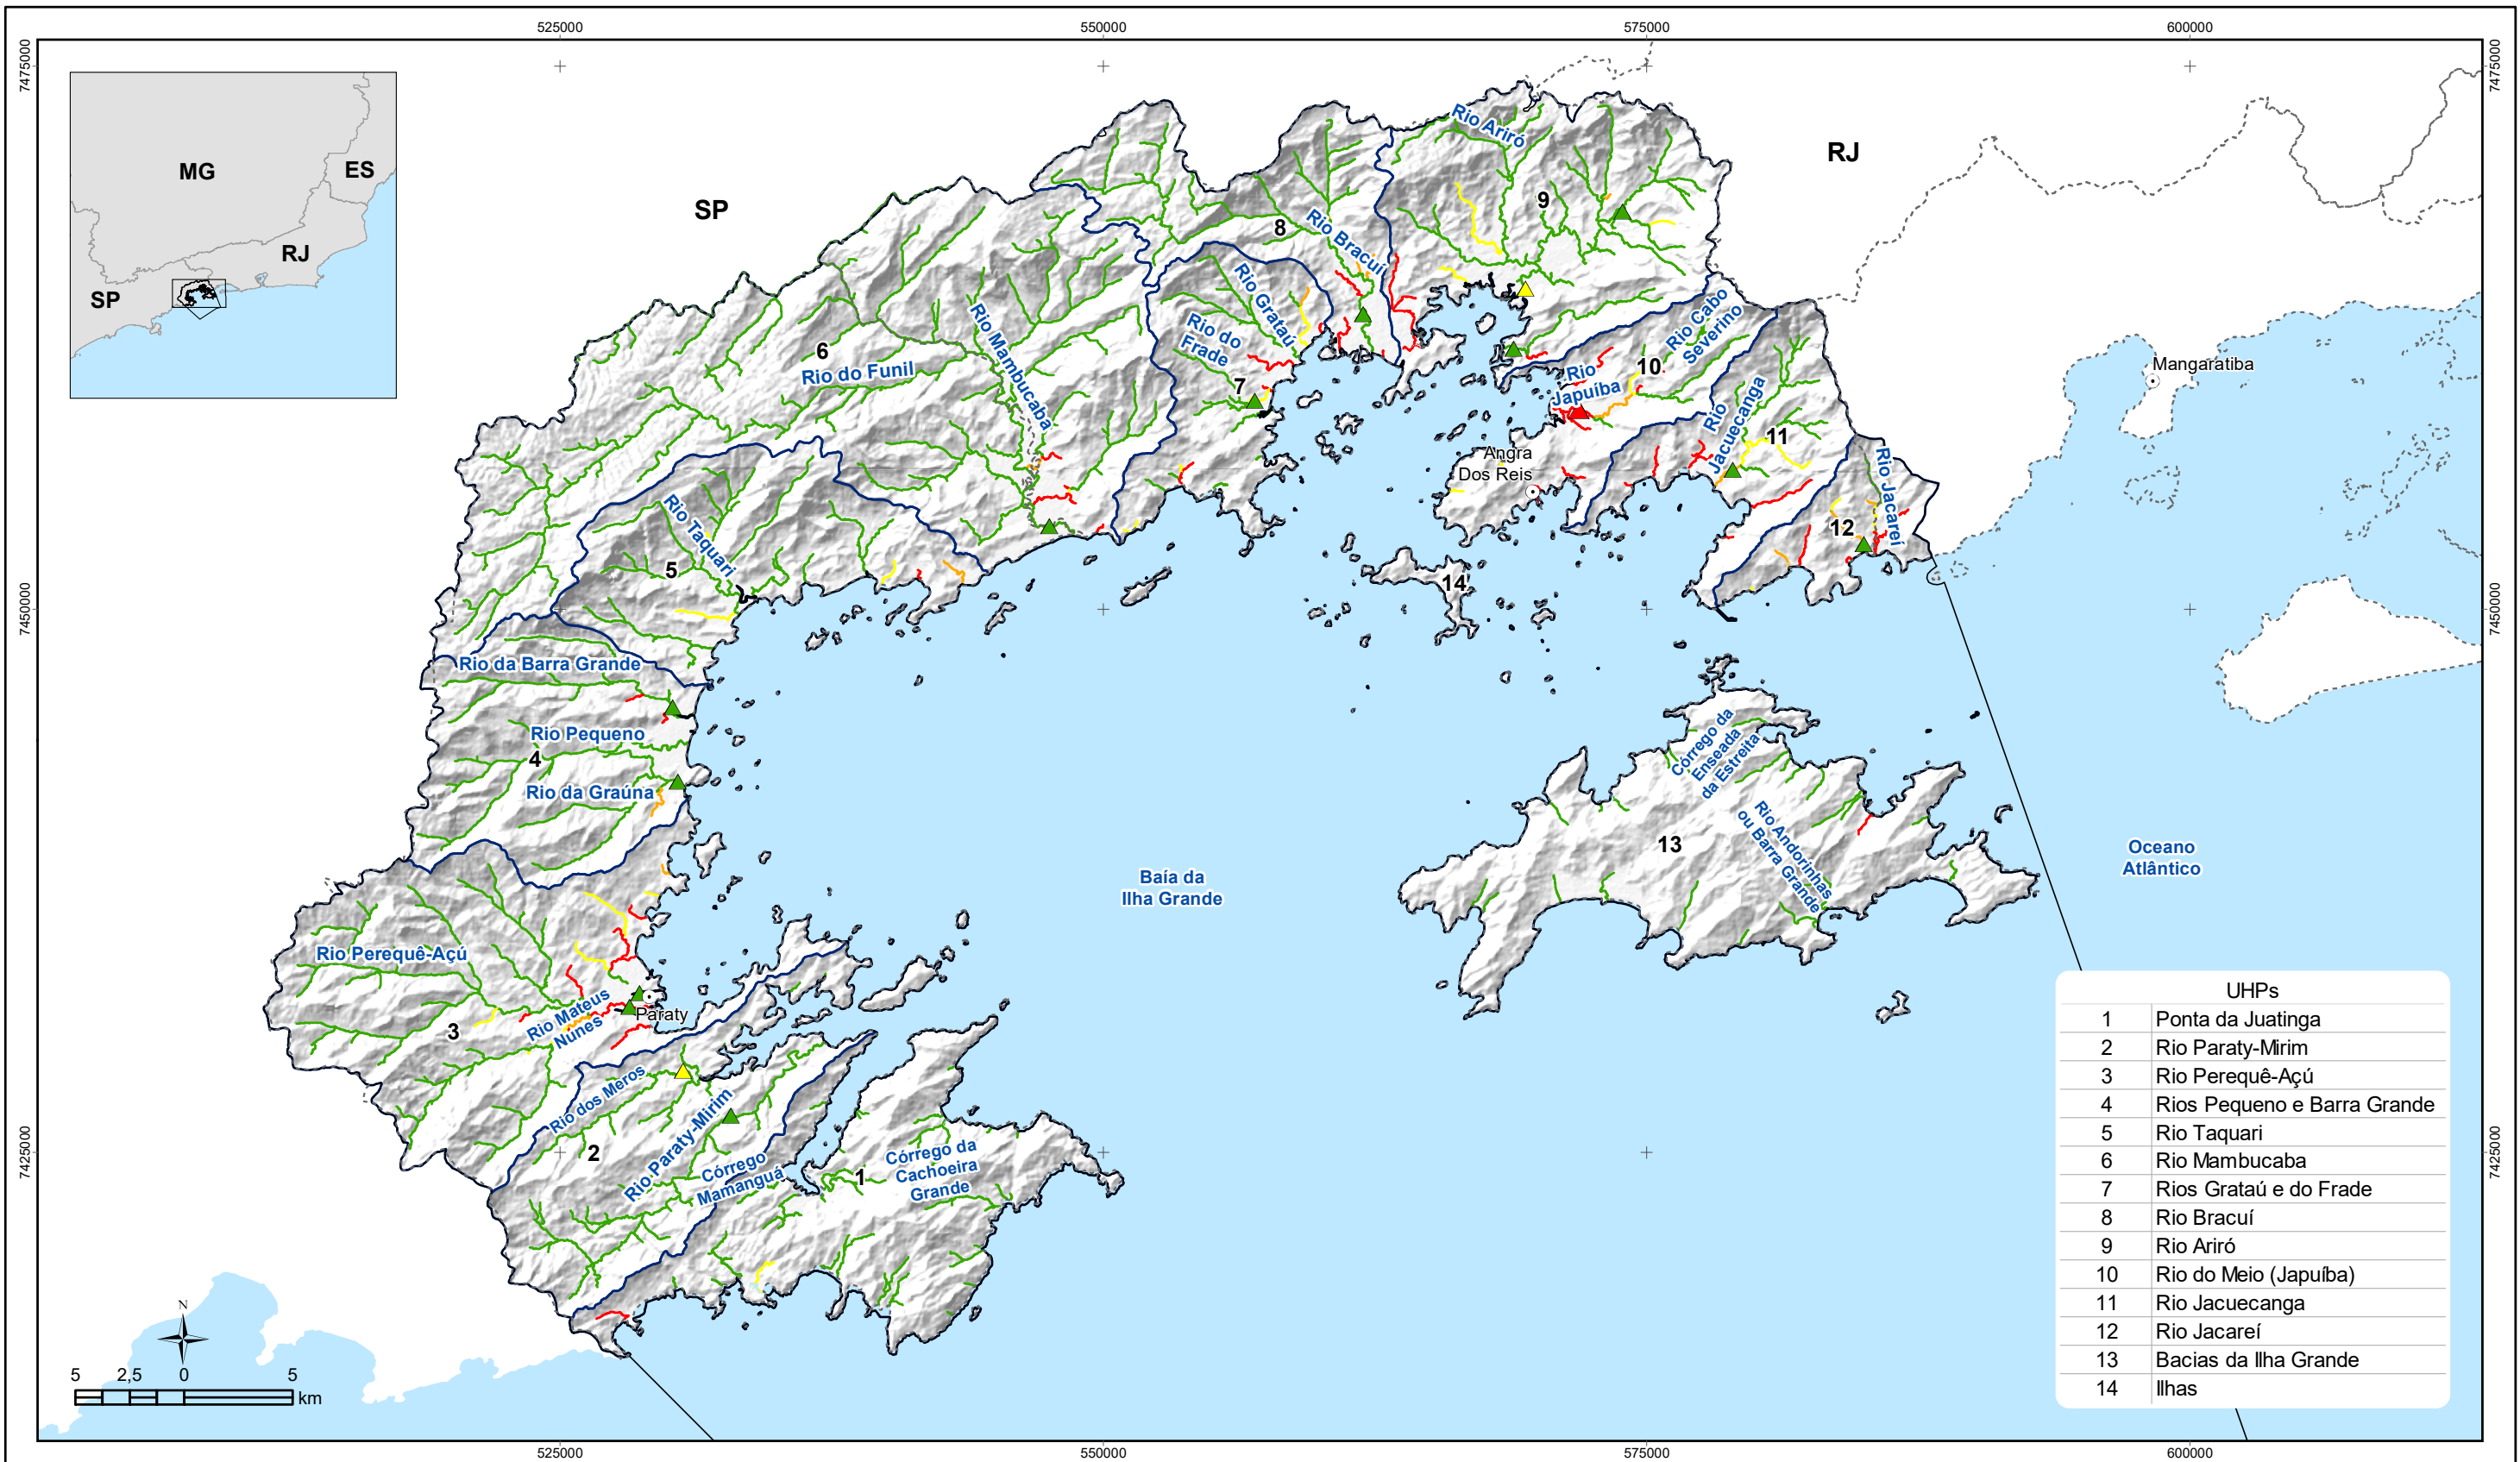 525000
550000
575000
600000
7475000
7475000
MG
ES
RJ
SP
SP
RJ
Rio Ariró
9
8
Rio Bracuí
Rio Grataú
Rio do
Frade
7
Rio Mambucaba
6
Rio do Funil
Rio Cabo
Severino
10
Rio
Japuíba
Rio
Jacuecanga
11
Mangaratiba
Angra
Dos Reis
Rio Jacareí
12
Rio Taquari
5
14
7450000
7450000
Rio da Barra Grande
Rio Pequeno
4
Rio da Graúna
Córrego da
Enseada
da Estreita
13
Rio Andorinhas
ou Barra Grande
Baía da
Ilha Grande
Oceano
Atlântico
Rio Perequê-Açú
3
Rio Mateus
Nunes
Paraty
Rio dos Meros
2
Rio Paraty-Mirim
Córrego
Mamanguá
1
Córrego da
Cachoeira
Grande
7425000
7425000
UHPs
1 Ponta da Juatinga
2 Rio Paraty-Mirim
3 Rio Perequê-Açú
4 Rios Pequeno e Barra Grande
5 Rio Taquari
6 Rio Mambucaba
7 Rios Grataú e do Frade
8 Rio Bracuí
9 Rio Ariró
10 Rio do Meio (Japuíba)
11 Rio Jacuecanga
12 Rio Jacareí
13 Bacias da Ilha Grande
14 Ilhas
N
5 2,5 0 5
km
525000
550000
575000
600000